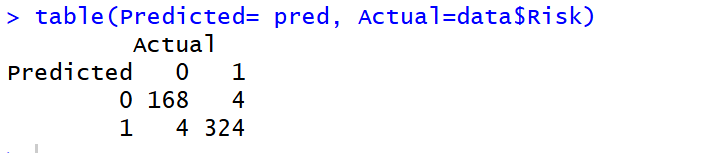 > table(Predicted= pred, Actual=data$Risk)
         Actual
Predicted   0   1
        0 168   4
        1   4 324
>